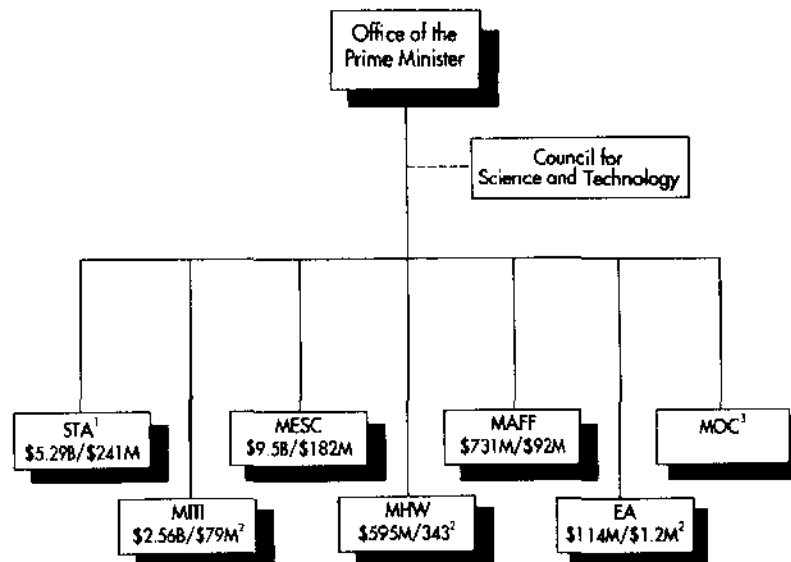 Office of the
Prime Minister
Council for
Science and Technology
STA¹
$5.29B/$241M
MESC
$9.5B/$182M
MAFF
$731M/$92M
MOC³
MITI
$2.56B/$79M²
MHW
$595M/343²
EA
$114M/$1.2M²